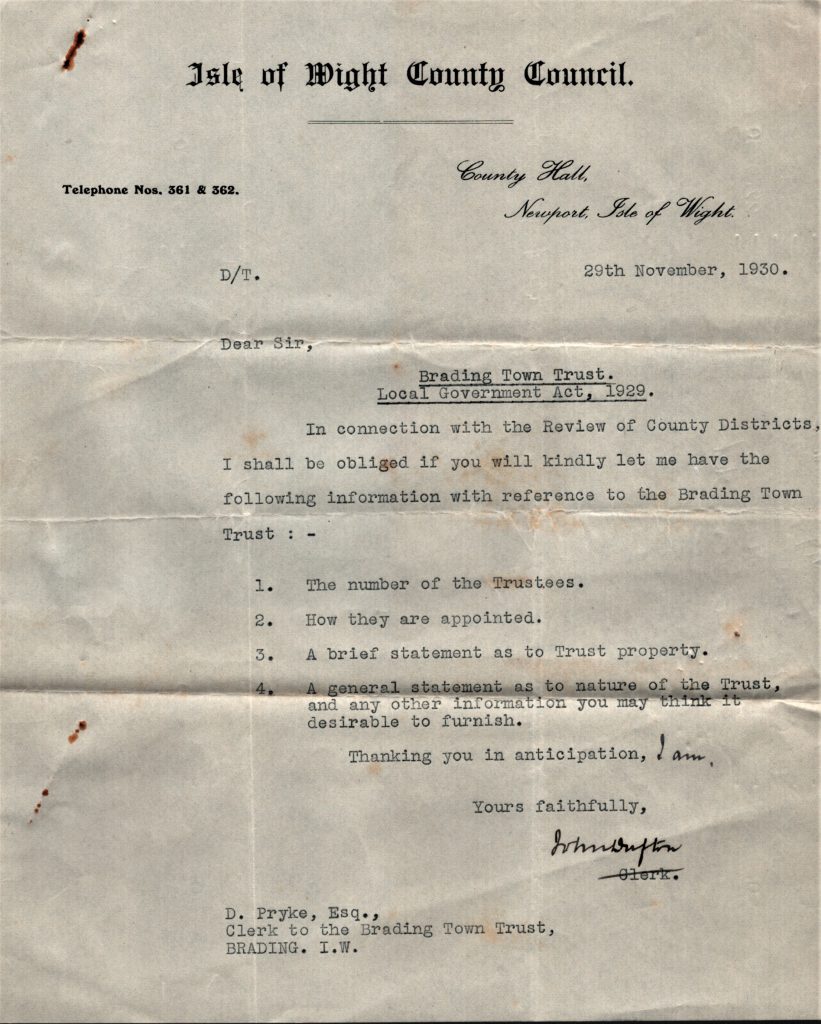 Isle of Wight County Council.
County Hall,
Telephone Nos. 361 & 362.
Newport, Isle of Wight.
D/T.
29th November, 1930.
Dear Sir,
Brading Town Trust.
Local Government Act, 1929.
In connection with the Review of County Districts,
I shall be obliged if you will kindly let me have the
following information with reference to the Brading Town
Trust : -
1. The number of the Trustees.
2. How they are appointed.
3. A brief statement as to Trust property.
4. A general statement as to nature of the Trust,
and any other information you may think it
desirable to furnish.
Thanking you in anticipation, I am,
Yours faithfully,
John Dufton
Clerk.
D. Pryke, Esq.,
Clerk to the Brading Town Trust,
BRADING. I.W.